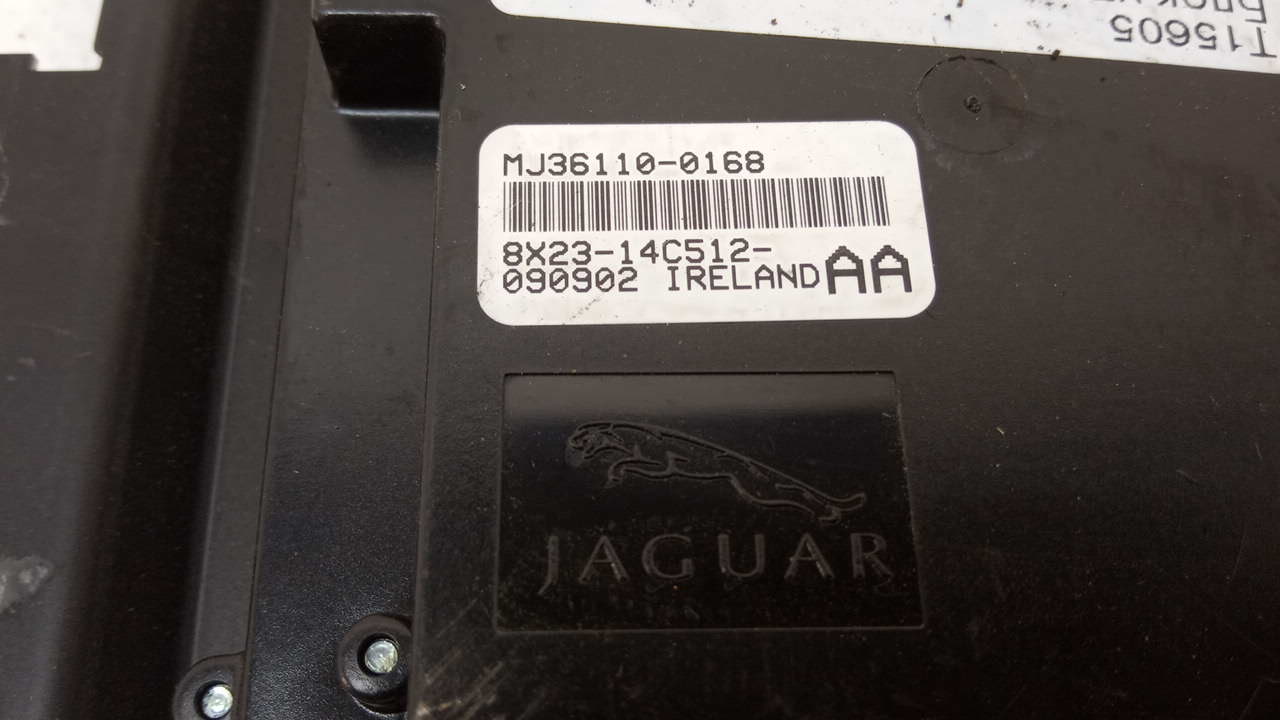 T15605
MJ36110-0168
8X23-14C512-
090902 IRELAND AA
JAGUAR